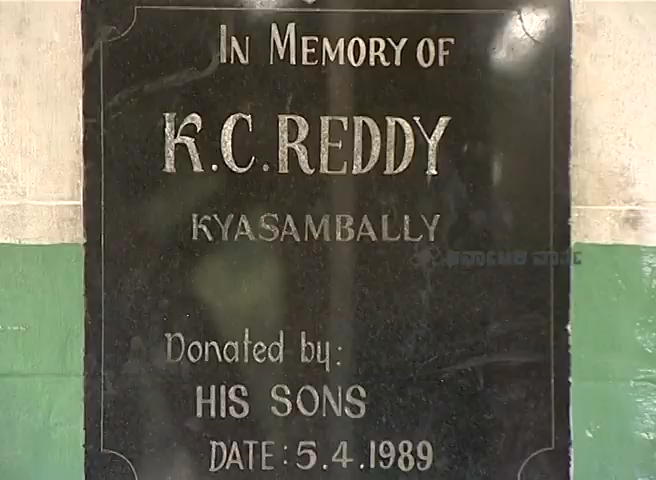 IN MEMORY OF
K.C.REDDY
KYASAMBALLY
Donated by:
HIS SONS
DATE: 5.4.1989